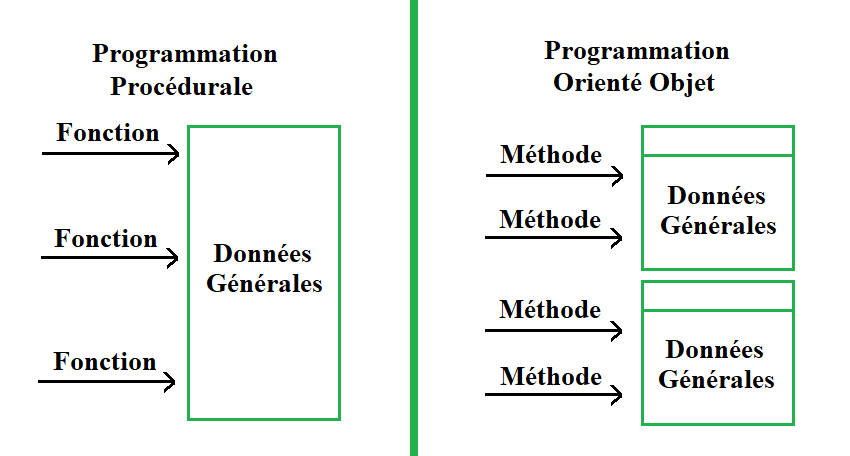 Programmation
Procédurale
Fonction
Fonction
Données
Générales
Fonction
Programmation
Orienté Objet
Méthode
Données
Générales
Méthode
Méthode
Données
Générales
Méthode